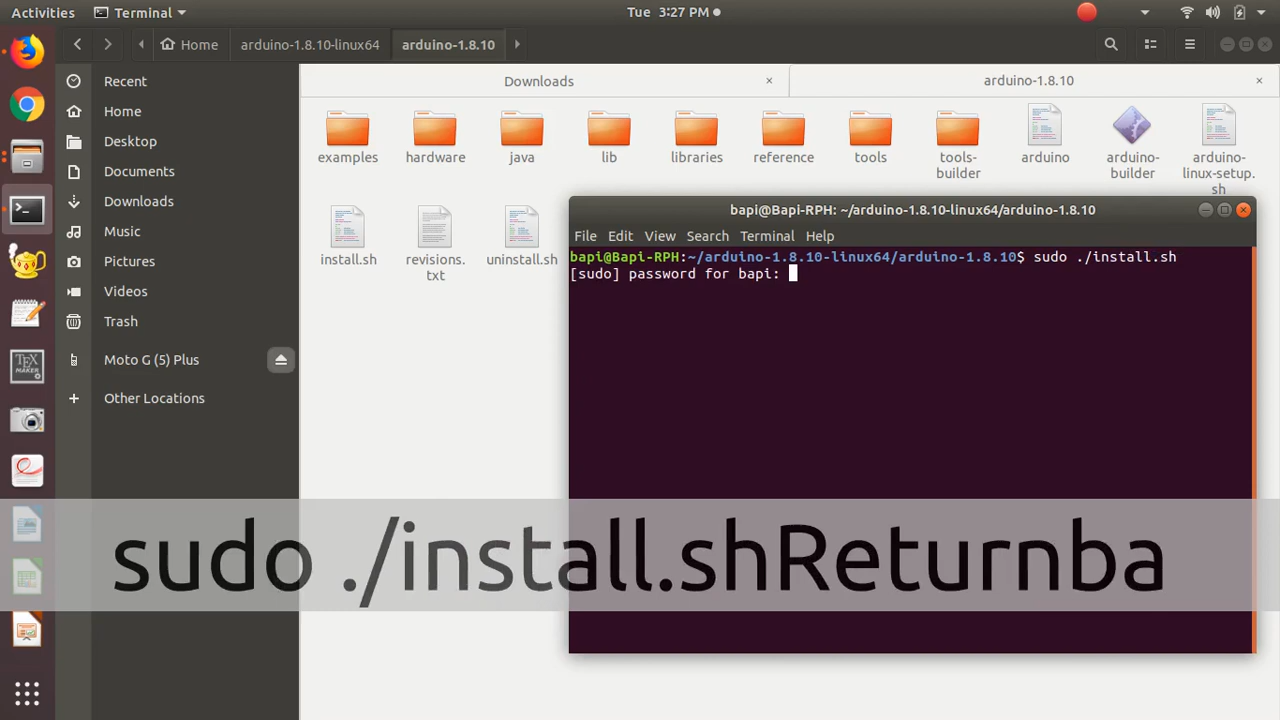 Activities
Terminal
Tue 3:27 PM
Home
arduino-1.8.10-linux64
arduino-1.8.10
Recent
Home
Desktop
Documents
Downloads
Music
Pictures
Videos
Trash
Moto G (5) Plus
Other Locations
Downloads
arduino-1.8.10
examples
hardware
java
lib
libraries
reference
tools
tools-
builder
arduino
arduino-
builder
arduino-
linux-setup.
sh
install.sh
revisions.
txt
uninstall.sh
bapi@Bapi-RPH: ~/arduino-1.8.10-linux64/arduino-1.8.10
File Edit View Search Terminal Help
bapi@Bapi-RPH:~/arduino-1.8.10-linux64/arduino-1.8.10$ sudo ./install.sh
[sudo] password for bapi:
sudo ./install.shReturnba
TEX
MAKER